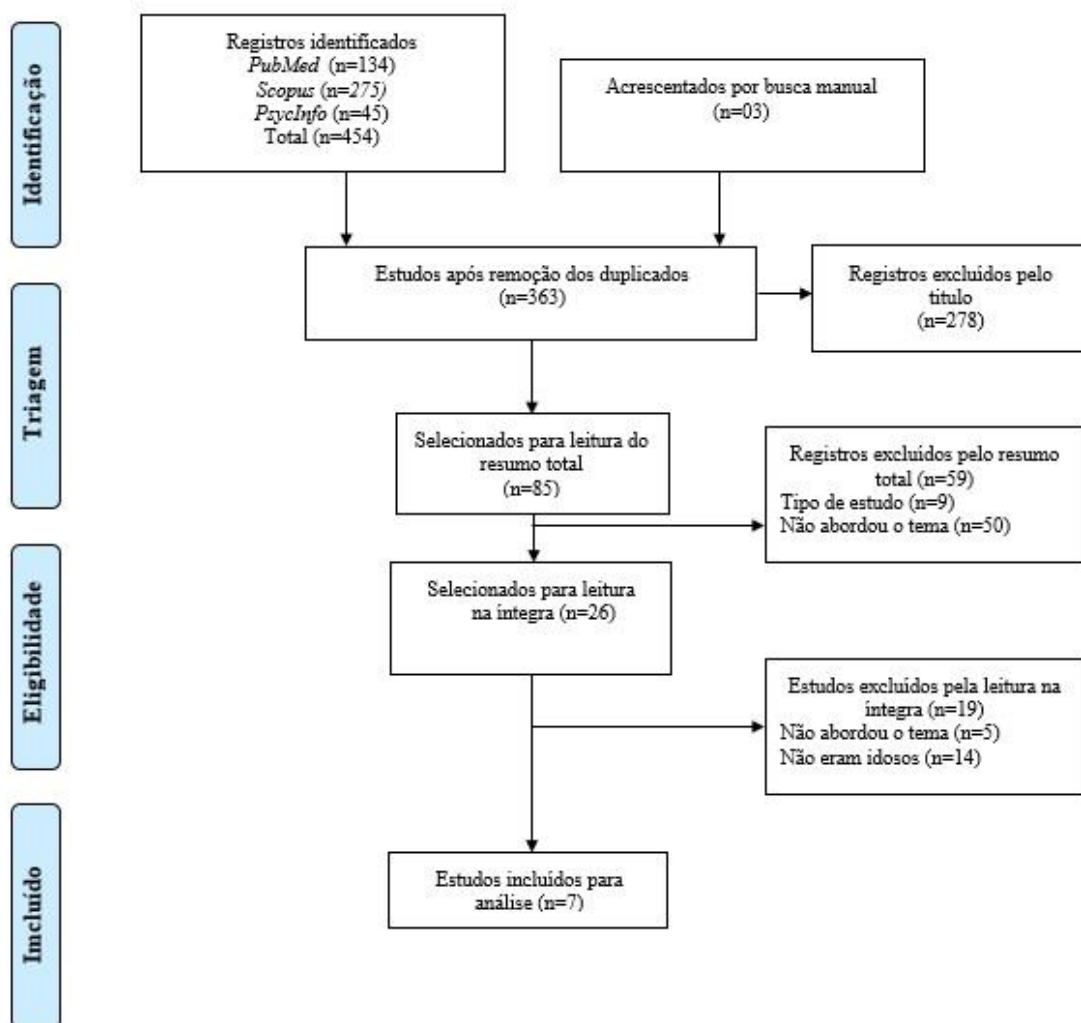 Identificação
Registros identificados
PubMed (n=134)
Scopus (n=275)
PsycInfo (n=45)
Total (n=454)
Acrescentados por busca manual
(n=03)
Triagem
Estudos após remoção dos duplicados
(n=363)
Registros excluídos pelo
titulo
(n=278)
Selecionados para leitura do
resumo total
(n=85)
Registros excluídos pelo resumo
total (n=59)
Tipo de estudo (n=9)
Não abordou o tema (n=50)
Eligibilidade
Selecionados para leitura
na íntegra (n=26)
Estudos excluídos pela leitura na
íntegra (n=19)
Não abordou o tema (n=5)
Não eram idosos (n=14)
Imcluído
Estudos incluídos para
análise (n=7)